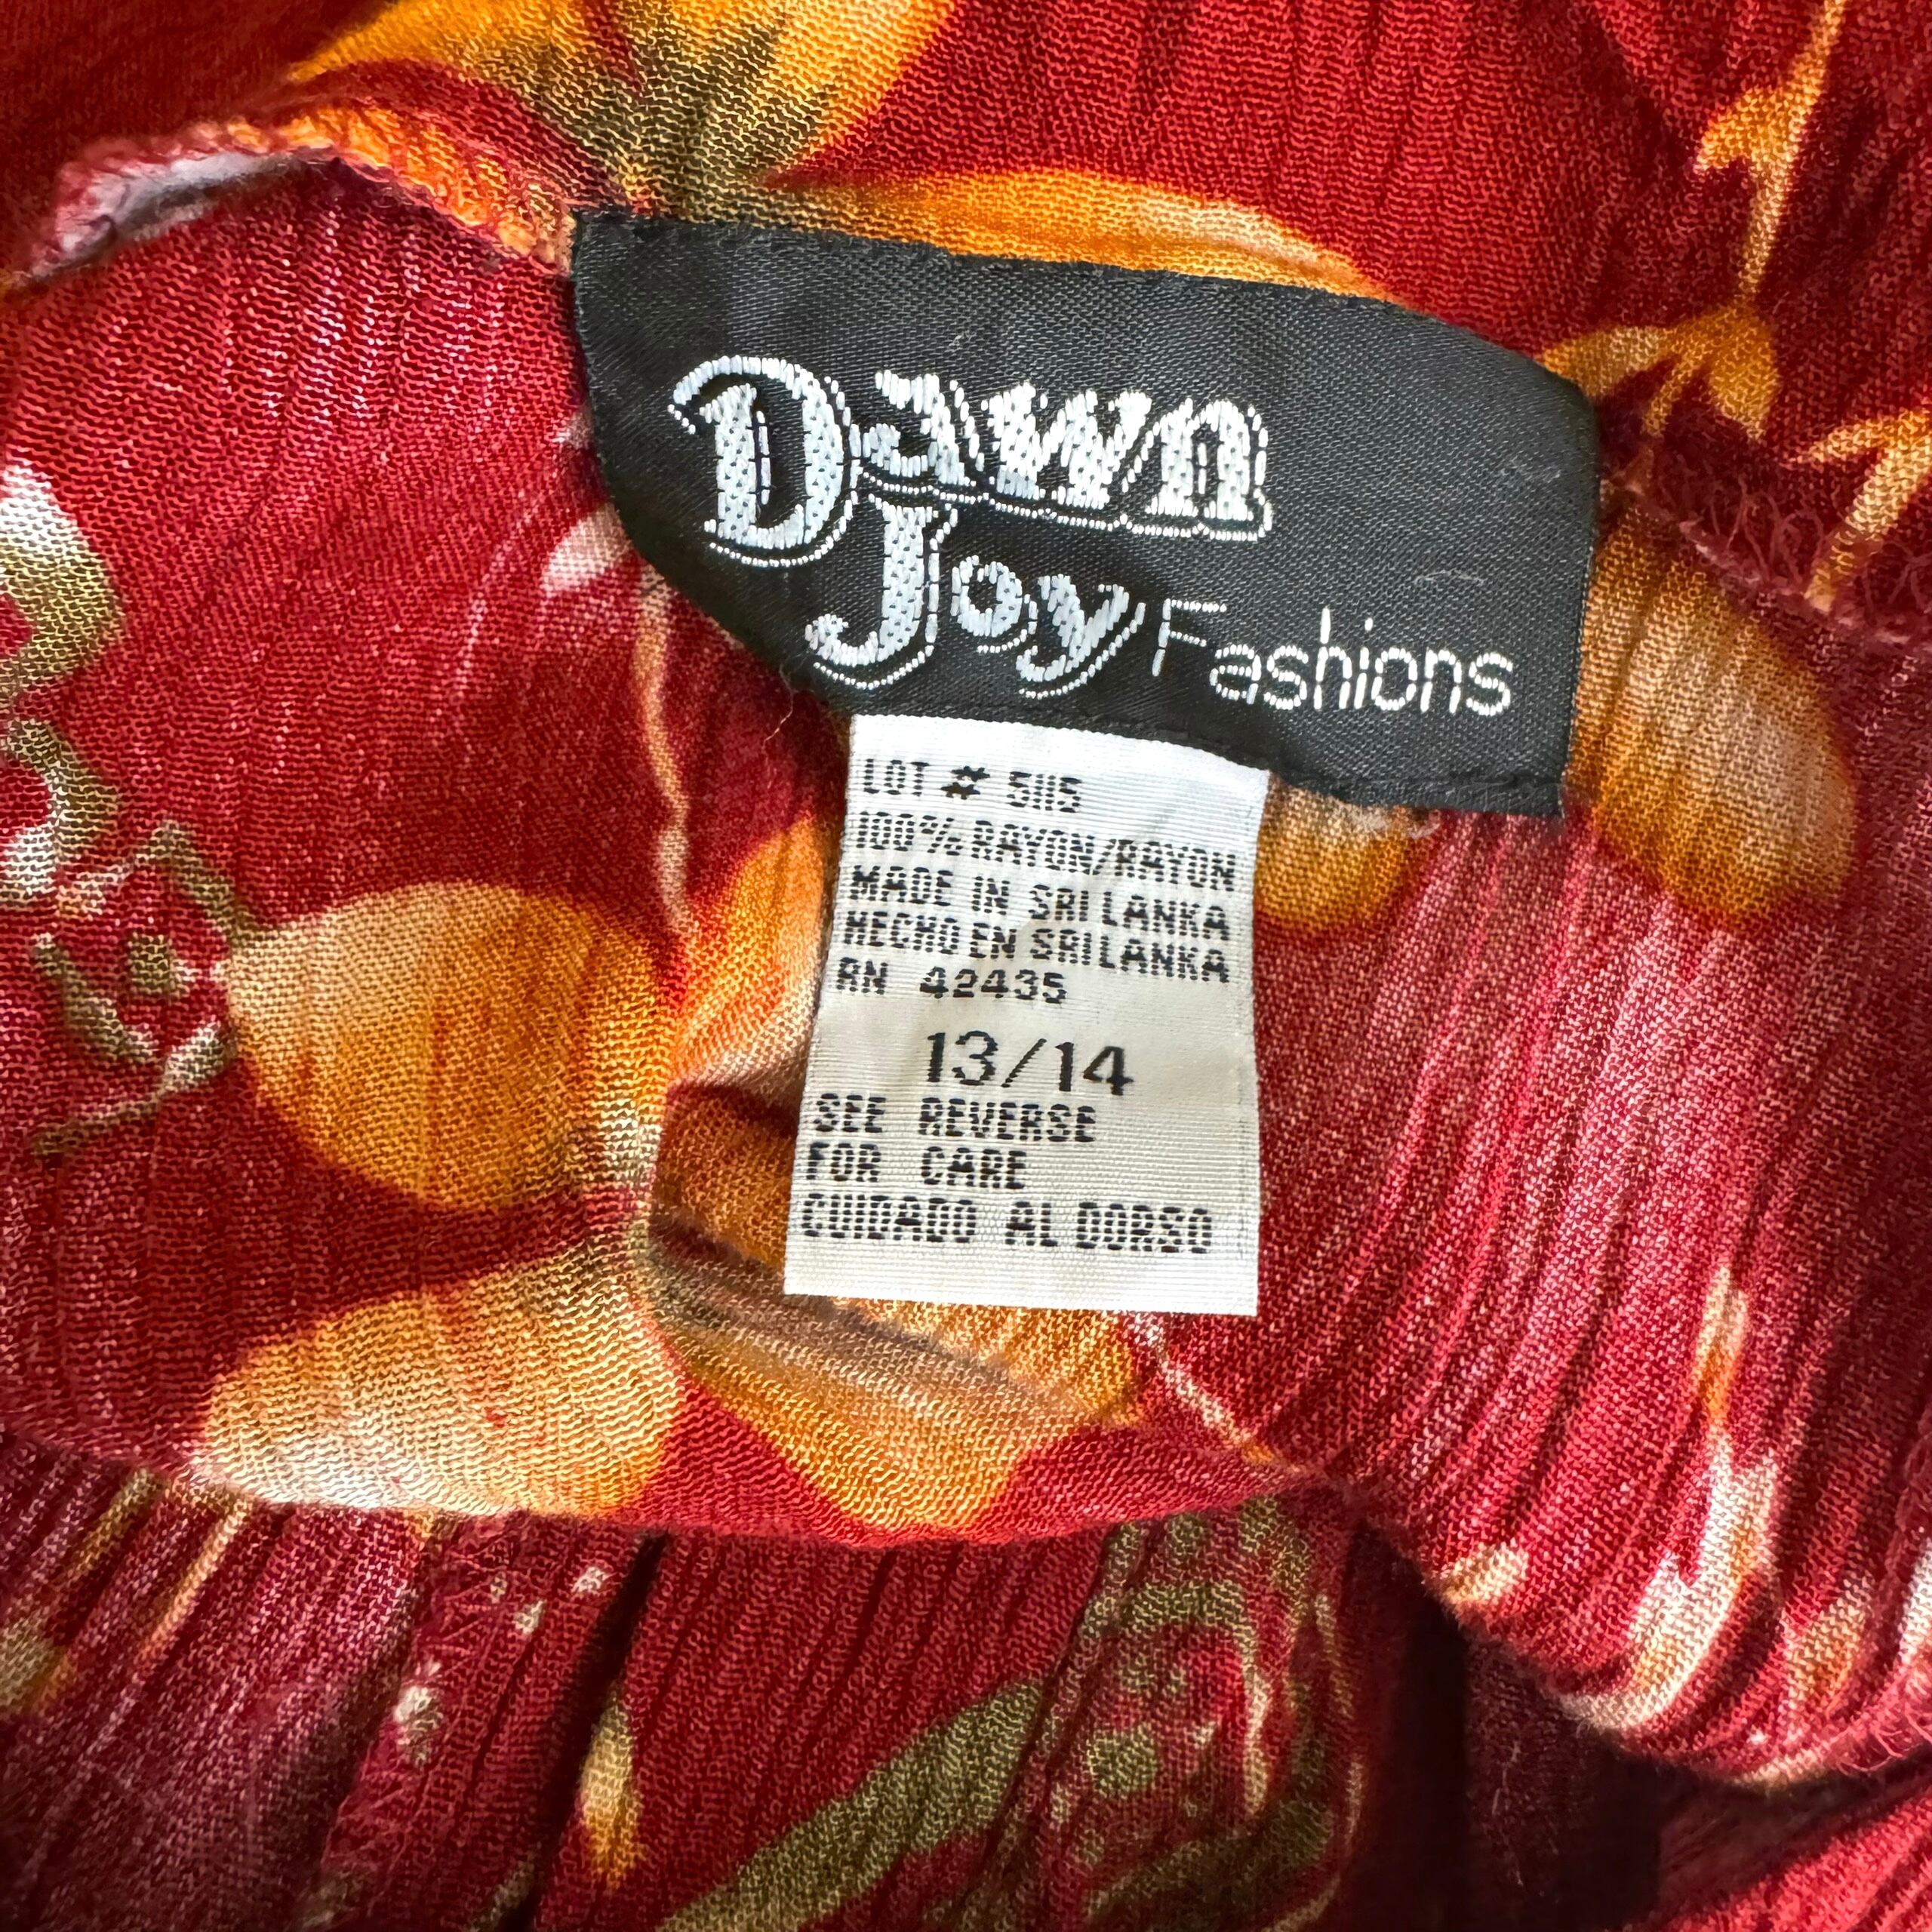 Dawn
Joy Fashions
LOT # 5115
100% RAYON/RAYON
MADE IN SRI LANKA
HECHO EN SRI LANKA
RN 42435
13/14
SEE REVERSE
FOR CARE
CUIDADO AL DORSO